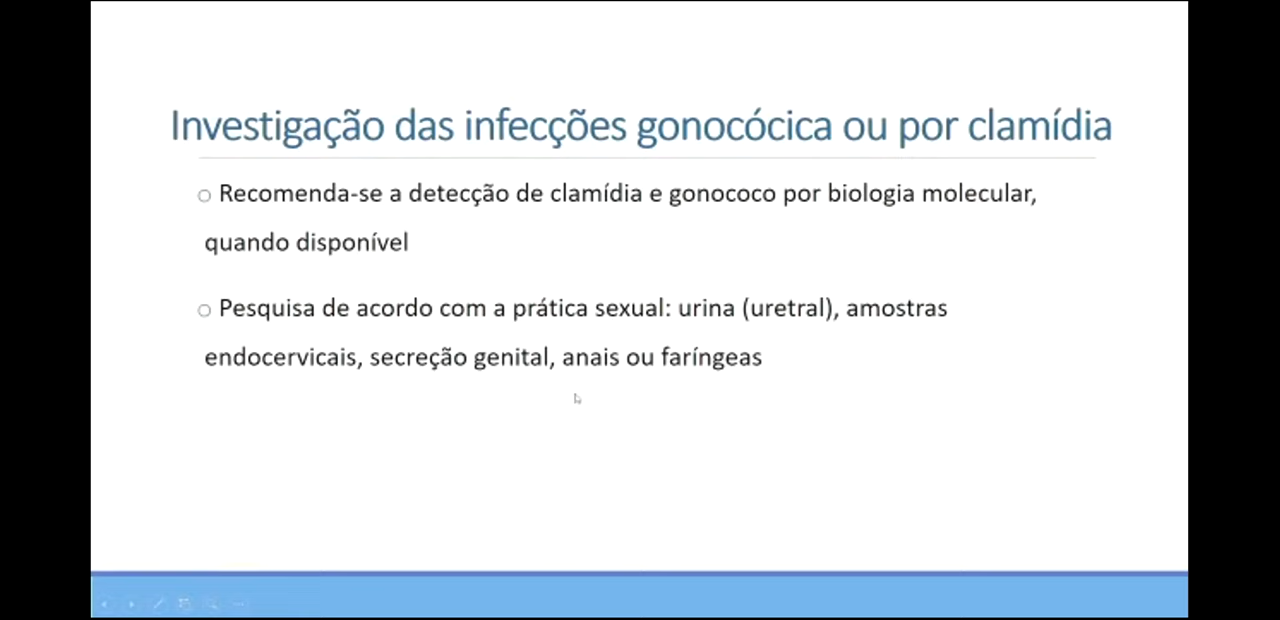 Investigação das infecções gonocócica ou por clamídia
Recomenda-se a detecção de clamídia e gonococo por biologia molecular,
quando disponível
Pesquisa de acordo com a prática sexual: urina (uretral), amostras
endocervicais, secreção genital, anais ou faríngeas